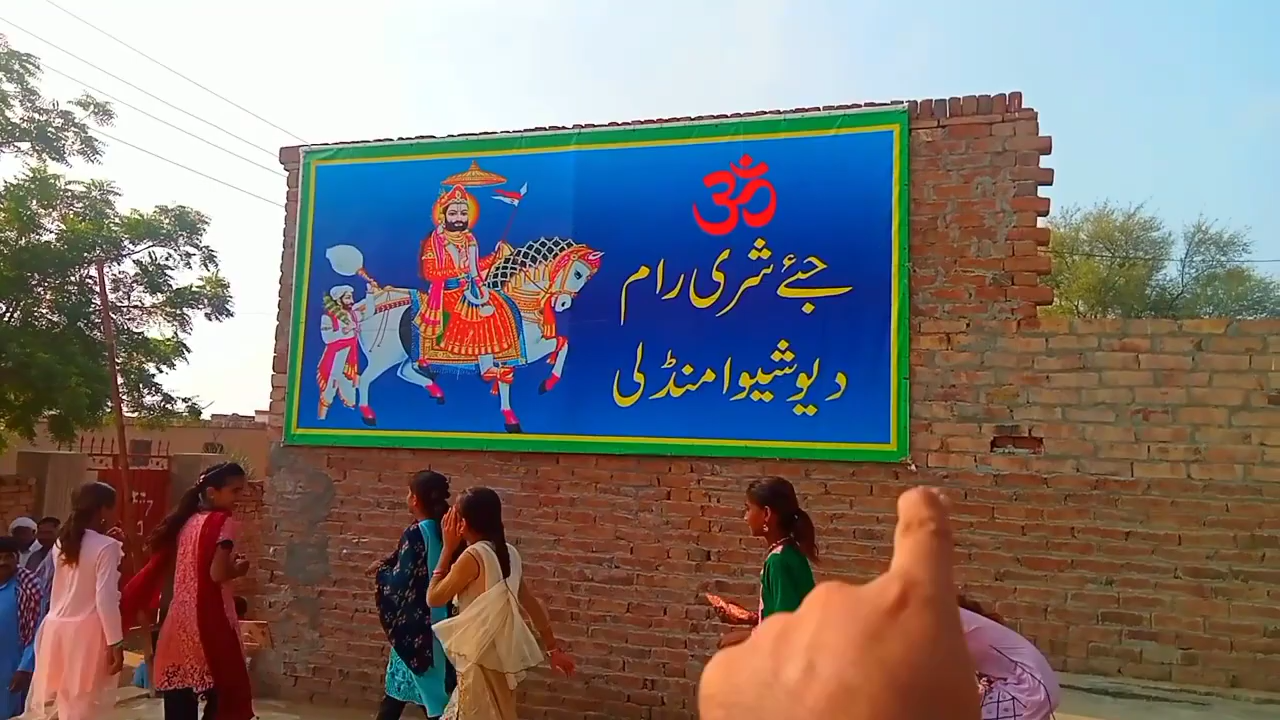 ॐ
جئے شری رام
دیو شیوا منڈلی